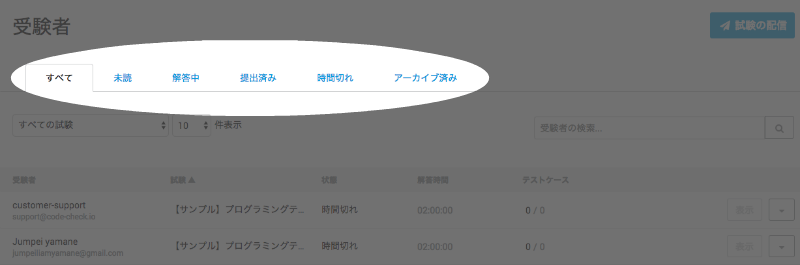 受験者
試験の配信
すべて 未読 解答中 提出済み 時間切れ アーカイブ済み
すべての試験 10 件表示 受験者の検索...
受験者 試験 ▲ 状態 解答時間 テストケース
customer-support 【サンプル】プログラミングテ... 時間切れ 02:00:00 0 / 0
support@code-check.io
Jumpei yamane 【サンプル】プログラミングテ... 時間切れ 02:00:00 0 / 0
jumpeiliamyamane@gmail.com